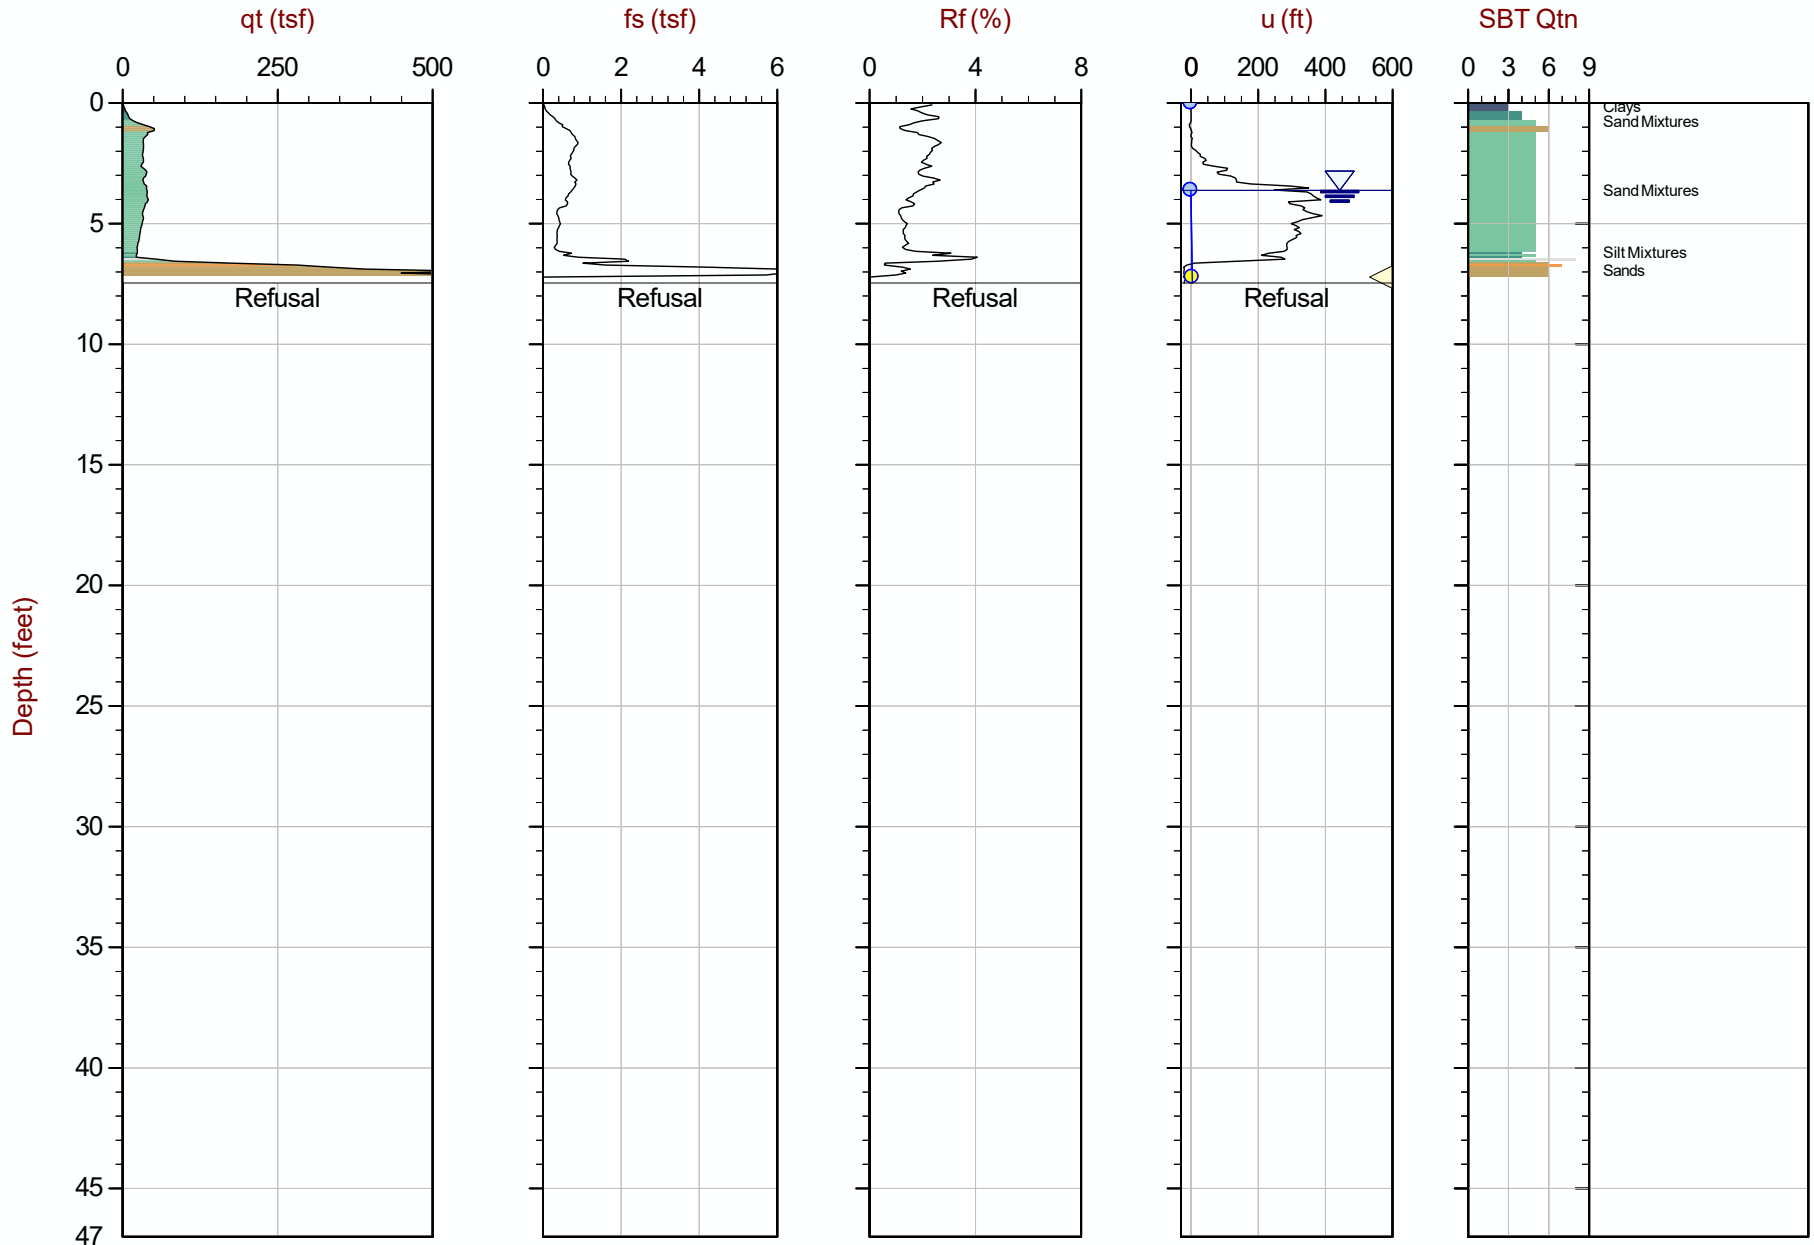 qt (tsf) fs (tsf) Rf (%) u (ft) SBT Qtn
0 250 500 0 2 4 6 0 4 8 0 0 200 400 600 0 3 6 9
0
Clays
Sand Mixtures
Sand Mixtures
5
Silt Mixtures
Sands
Refusal Refusal Refusal Refusal
10
15
20
Depth (feet)
25
30
35
40
45
47